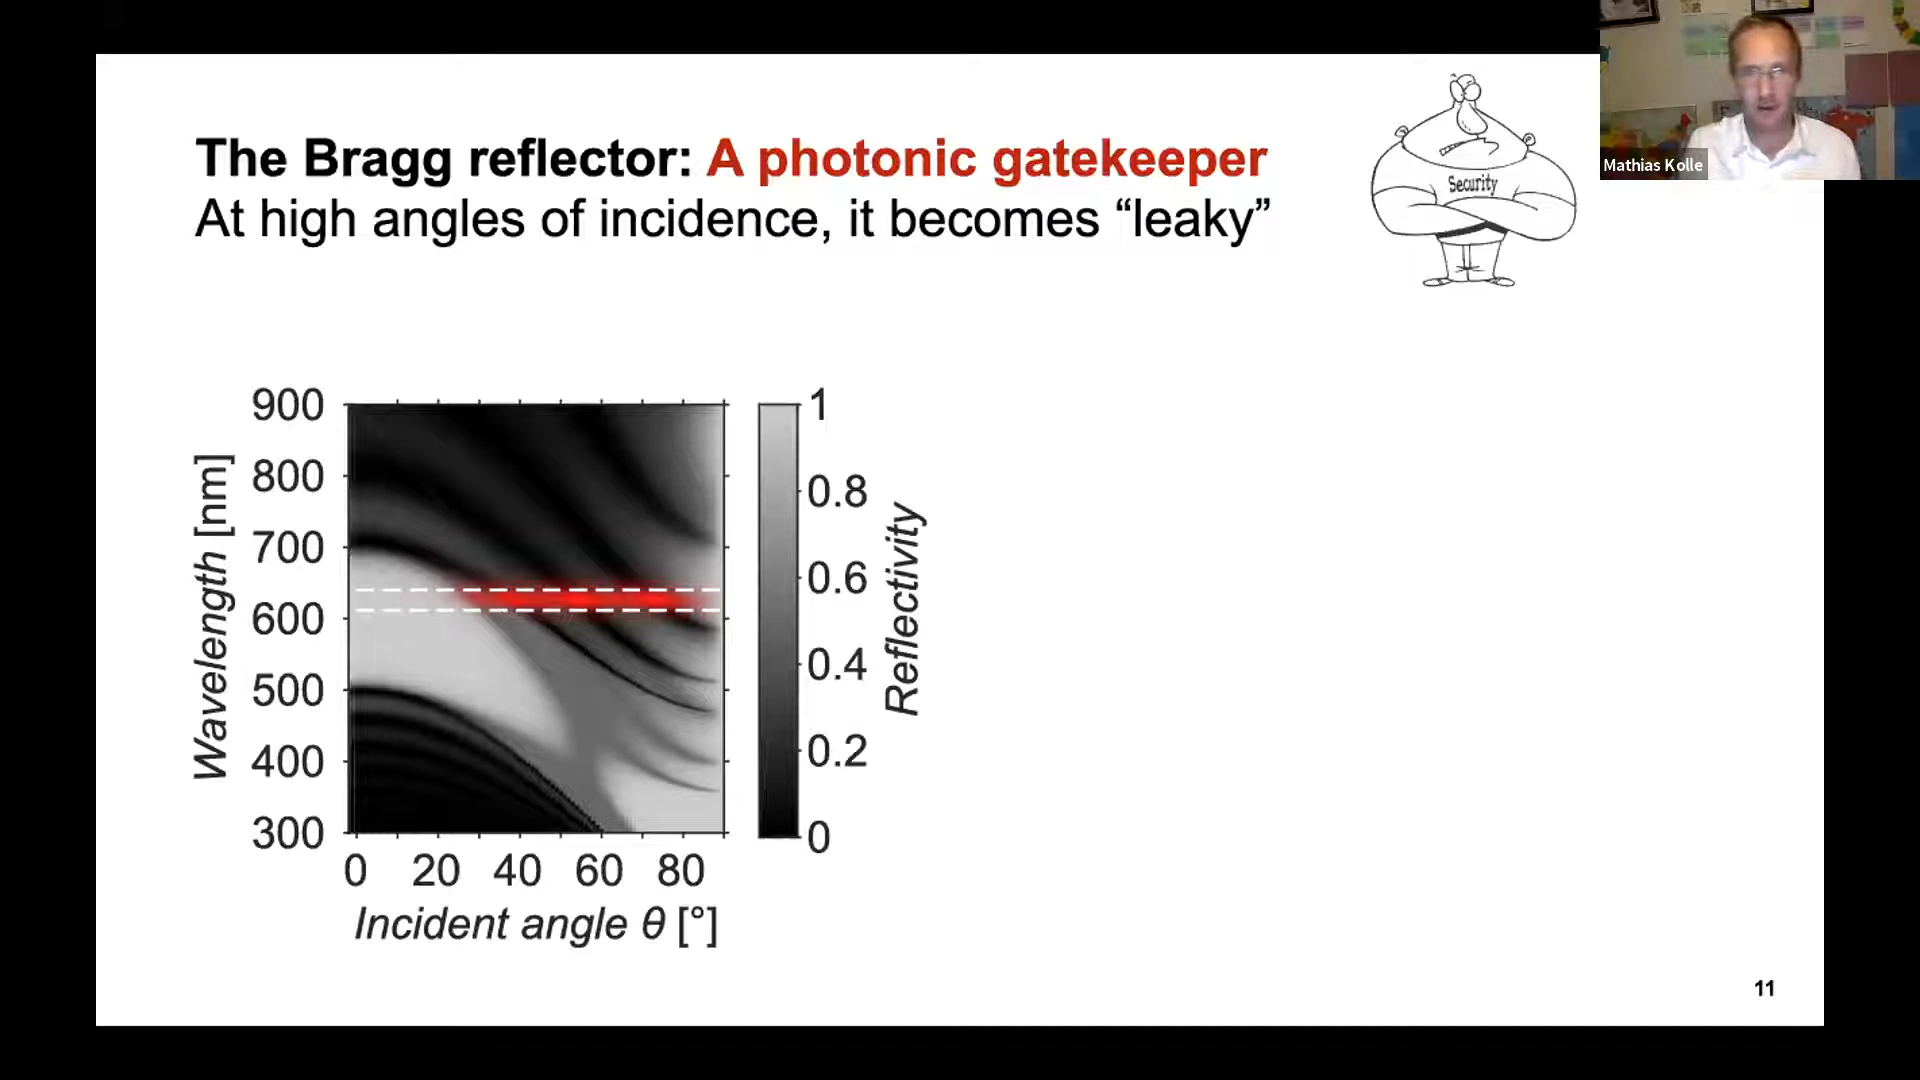 The Bragg reflector: A photonic gatekeeper
At high angles of incidence, it becomes “leaky”
Security
Mathias Kolle
900
800
700
600
500
400
300
Wavelength [nm]
0 20 40 60 80
Incident angle θ [°]
1
0.8
0.6
0.4
0.2
0
Reflectivity
11